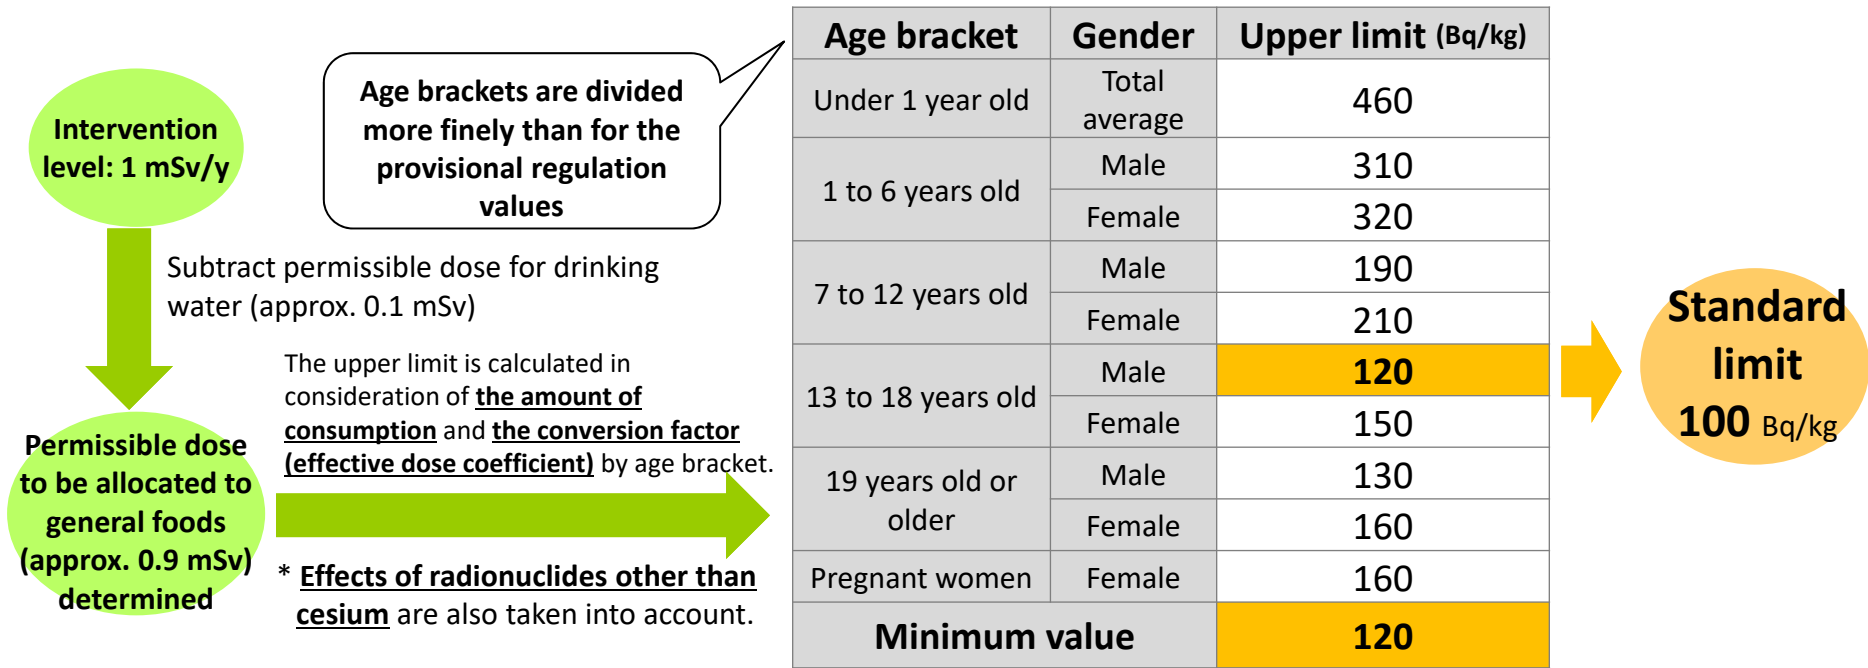 Intervention
level: 1 mSv/y
Age brackets are divided
more finely than for the
provisional regulation
values
Subtract permissible dose for drinking
water (approx. 0.1 mSv)
Permissible dose
to be allocated to
general foods
(approx. 0.9 mSv)
determined
The upper limit is calculated in
consideration of the amount of
consumption and the conversion factor
(effective dose coefficient) by age bracket.
* Effects of radionuclides other than
cesium are also taken into account.
Age bracket Gender Upper limit (Bq/kg)
Under 1 year old Total
average 460
1 to 6 years old Male 310
Female 320
7 to 12 years old Male 190
Female 210
13 to 18 years old Male 120
Female 150
19 years old or
older Male 130
Female 160
Pregnant women Female 160
Minimum value 120
Standard
limit
100 Bq/kg